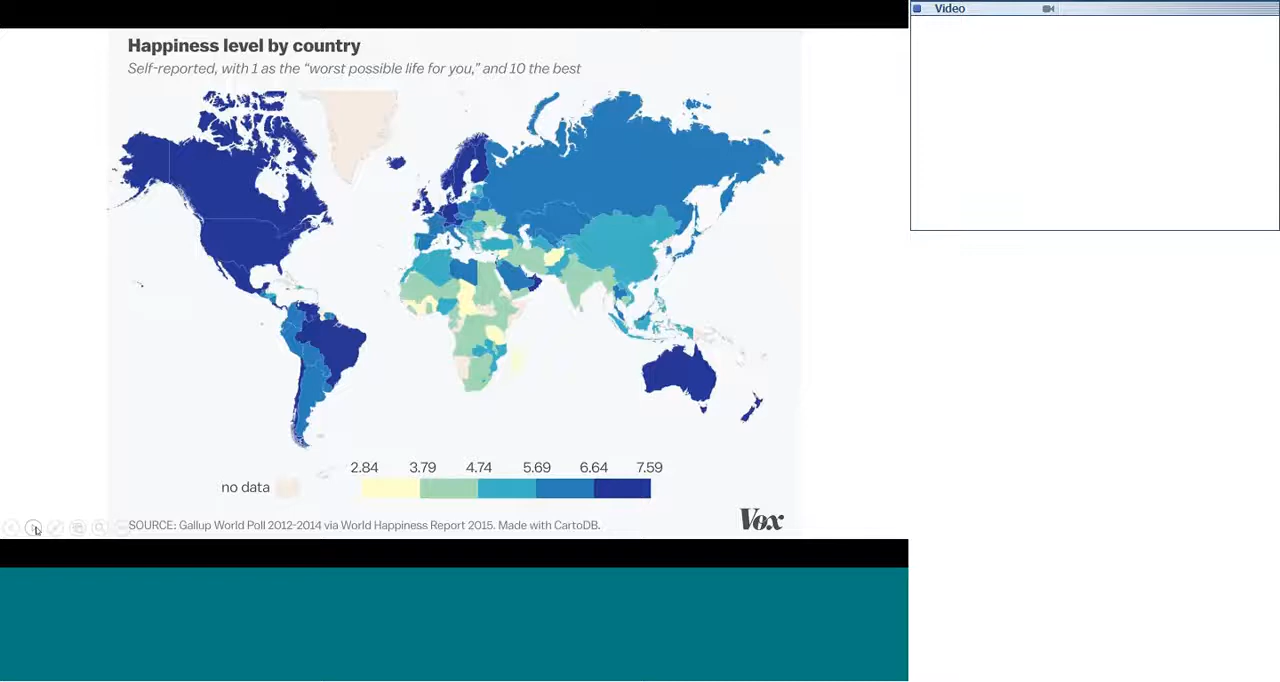 Video
Happiness level by country
Self-reported, with 1 as the “worst possible life for you,” and 10 the best
2.84 3.79 4.74 5.69 6.64 7.59
no data
SOURCE: Gallup World Poll 2012-2014 via World Happiness Report 2015. Made with CartoDB.
Vox